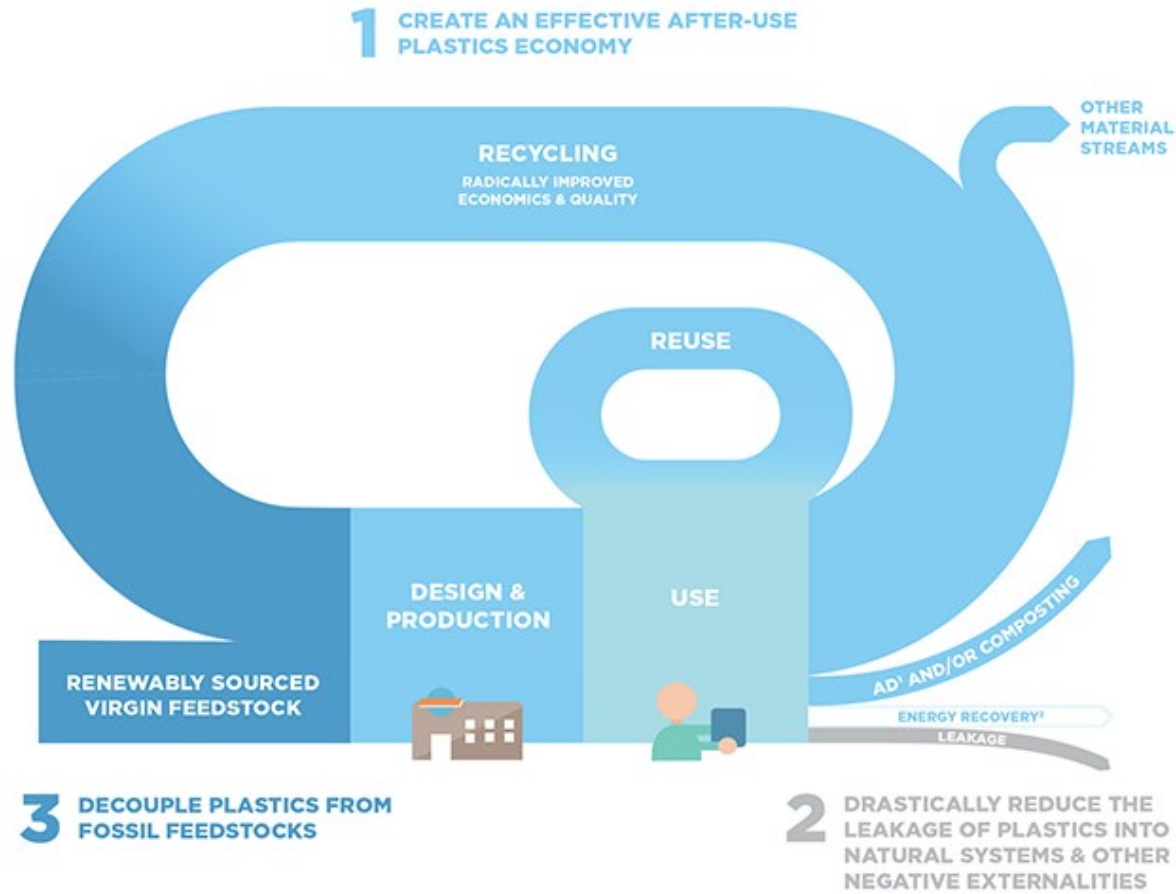 1 CREATE AN EFFECTIVE AFTER-USE
PLASTICS ECONOMY
OTHER
MATERIAL
STREAMS
RECYCLING
RADICALLY IMPROVED
ECONOMICS & QUALITY
REUSE
DESIGN &
PRODUCTION
USE
RENEWABLY SOURCED
VIRGIN FEEDSTOCK
AD¹ AND/OR COMPOSTING
ENERGY RECOVERY²
LEAKAGE
3 DECOUPLE PLASTICS FROM
FOSSIL FEEDSTOCKS
2 DRASTICALLY REDUCE THE
LEAKAGE OF PLASTICS INTO
NATURAL SYSTEMS & OTHER
NEGATIVE EXTERNALITIES